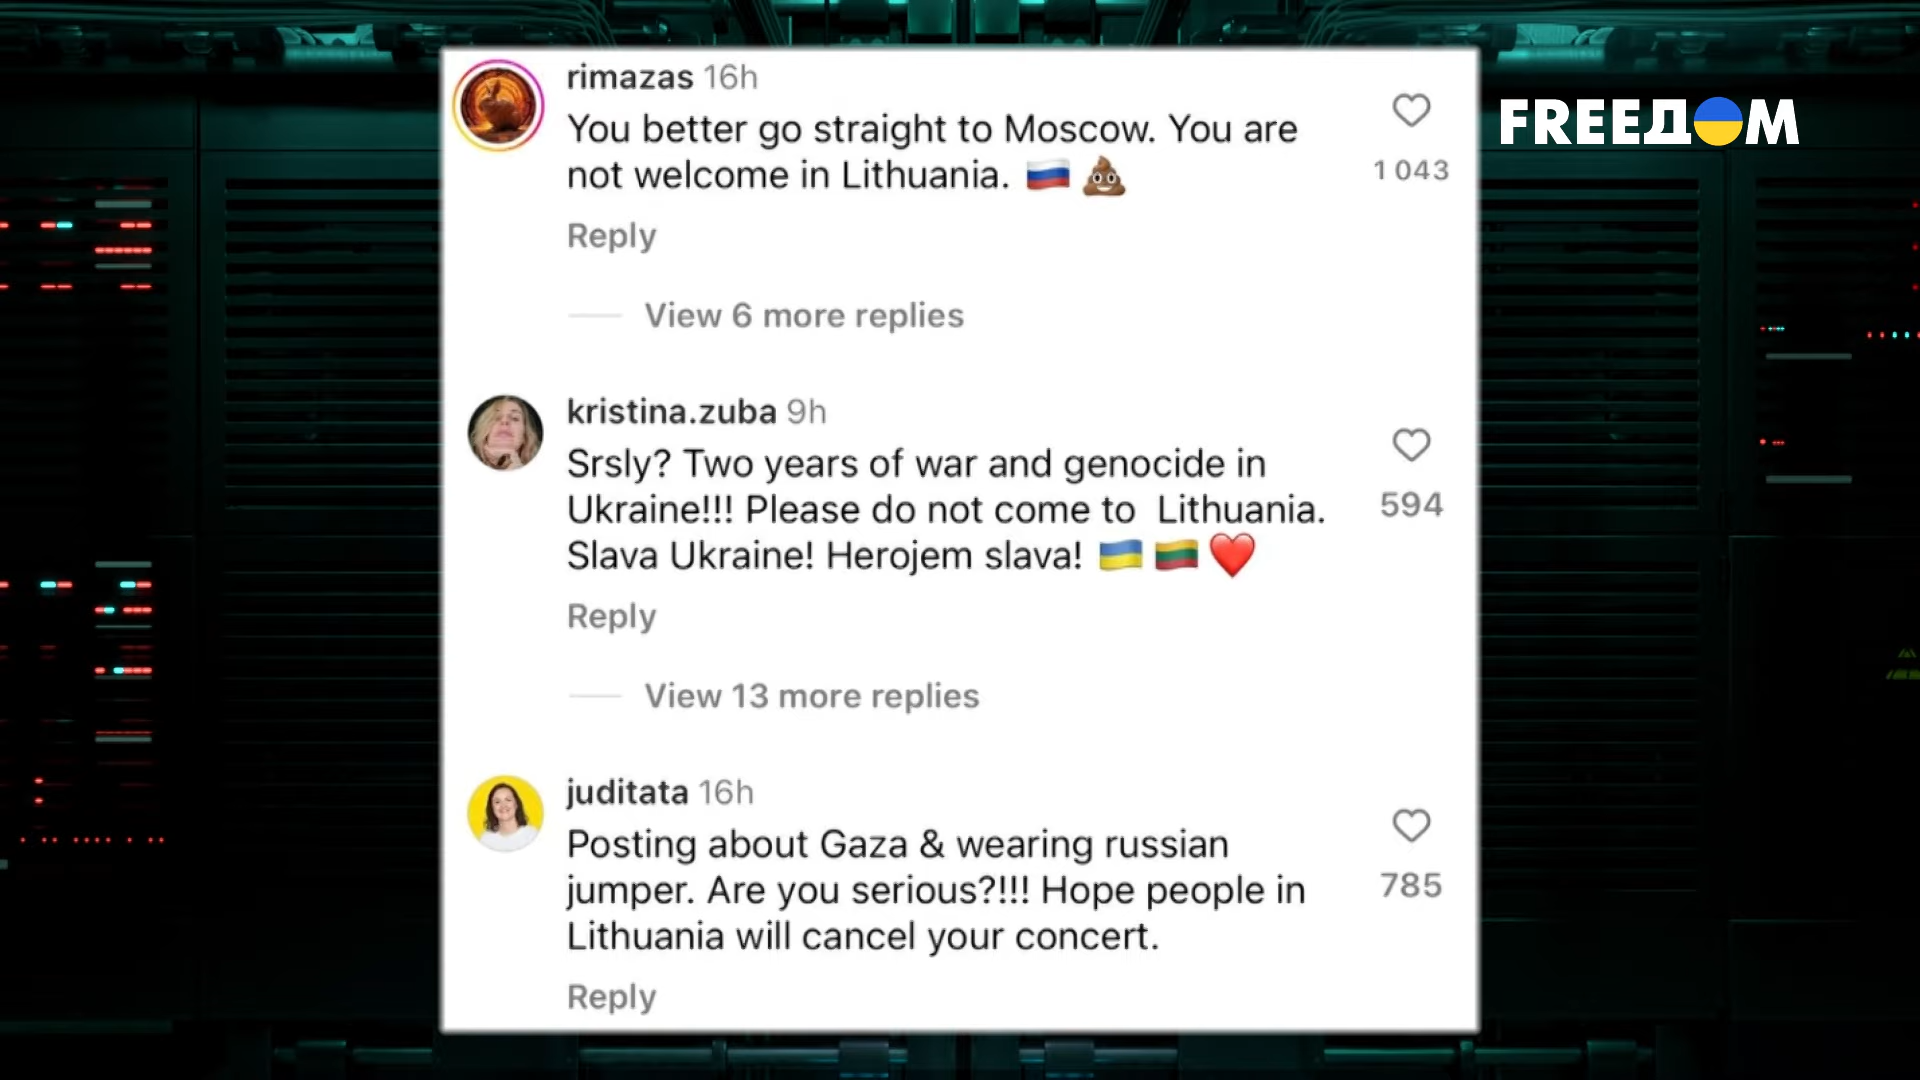 rimazas 16h
You better go straight to Moscow. You are
not welcome in Lithuania. 🇷🇺 💩
1 043
Reply
View 6 more replies
kristina.zuba 9h
Srsly? Two years of war and genocide in
Ukraine!!! Please do not come to Lithuania.
Slava Ukraine! Herojem slava! 🇺🇦 🇱🇹 ❤️
594
Reply
View 13 more replies
juditata 16h
Posting about Gaza & wearing russian
jumper. Are you serious?!!! Hope people in
Lithuania will cancel your concert.
785
Reply
FREEДOM